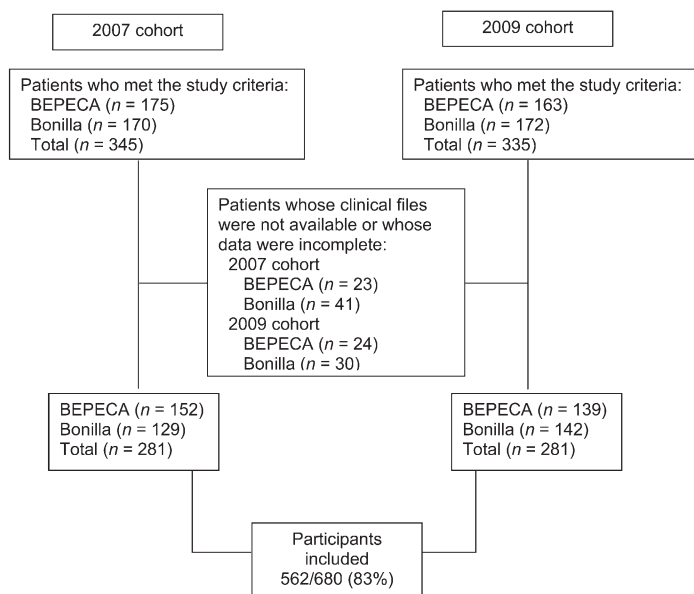 2007 cohort
2009 cohort
Patients who met the study criteria:
BEPECA (n = 175)
Bonilla (n = 170)
Total (n = 345)
Patients who met the study criteria:
BEPECA (n = 163)
Bonilla (n = 172)
Total (n = 335)
Patients whose clinical files
were not available or whose
data were incomplete:
2007 cohort
BEPECA (n = 23)
Bonilla (n = 41)
2009 cohort
BEPECA (n = 24)
Bonilla (n = 30)
BEPECA (n = 152)
Bonilla (n = 129)
Total (n = 281)
BEPECA (n = 139)
Bonilla (n = 142)
Total (n = 281)
Participants
included
562/680 (83%)